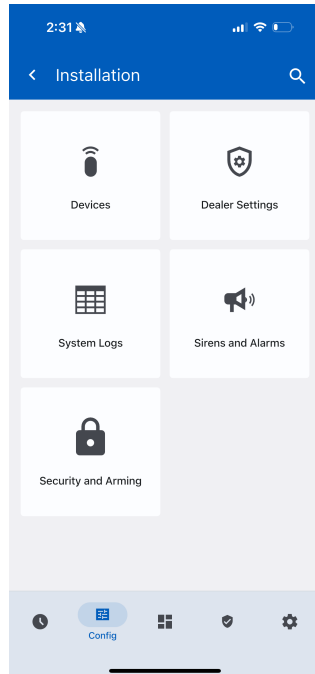 2:31
Installation
Devices
Dealer Settings
System Logs
Sirens and Alarms
Security and Arming
Config